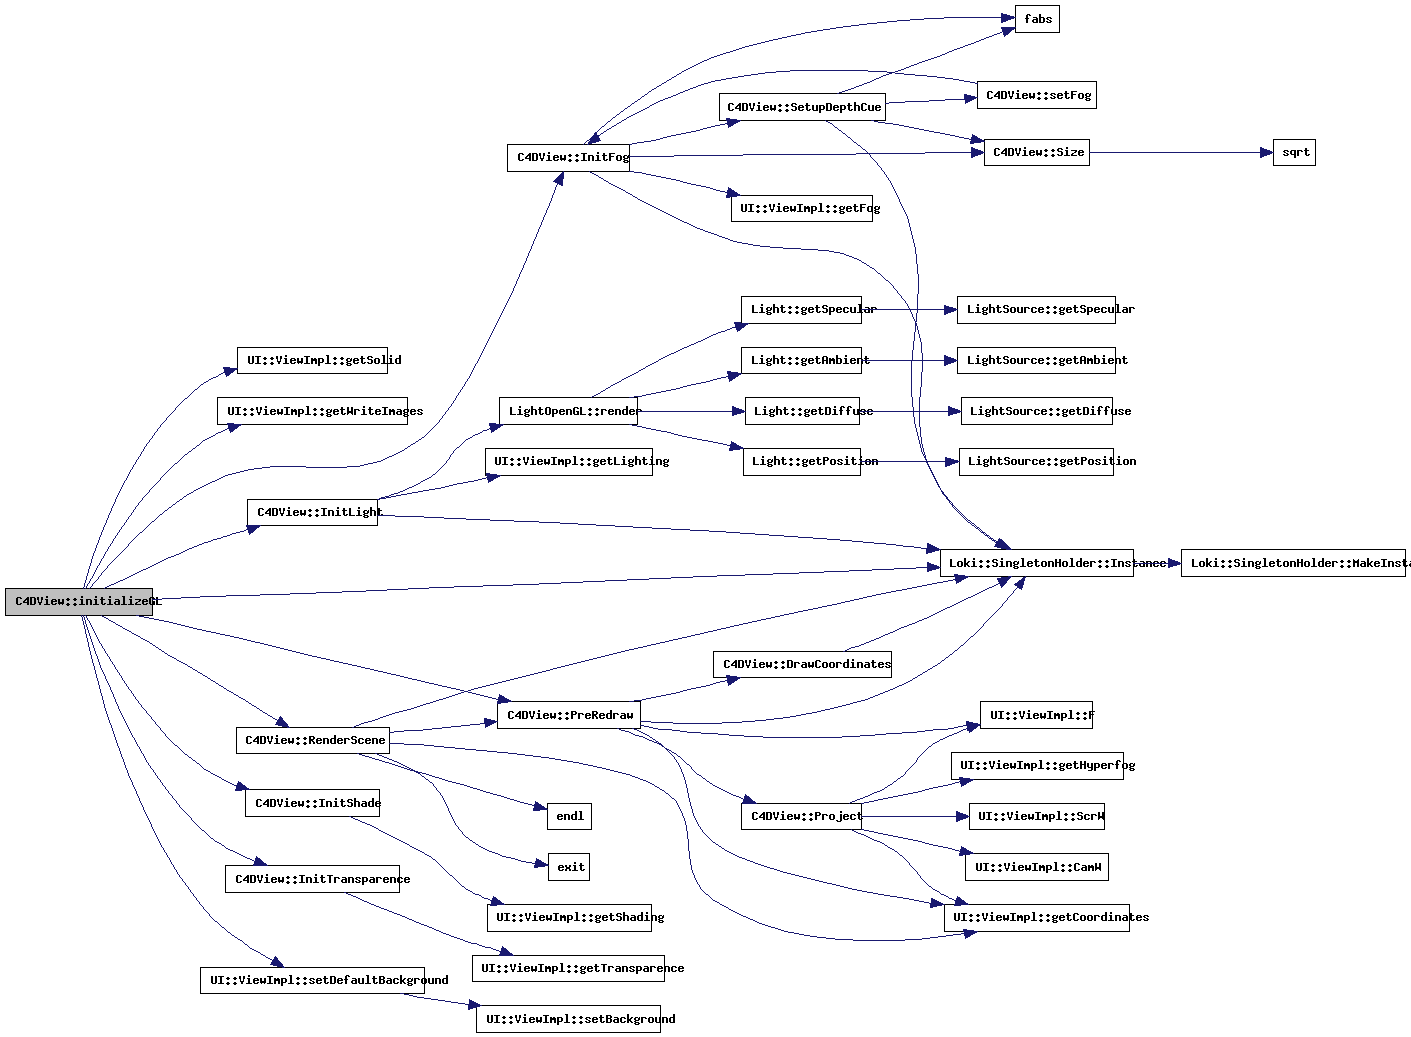 fabs
C4DView::setFog
C4DView::SetupDepthCue
C4DView::InitFog
C4DView::Size
sqrt
UI::ViewImpl::getFog
Light::getSpecular
LightSource::getSpecular
UI::ViewImpl::getSolid
Light::getAmbient
LightSource::getAmbient
UI::ViewImpl::getWriteImages
LightOpenGL::render
Light::getDiffuse
LightSource::getDiffuse
UI::ViewImpl::getLighting
Light::getPosition
LightSource::getPosition
C4DView::InitLight
Loki::SingletonHolder::Instance
Loki::SingletonHolder::MakeInsta
C4DView::initializeGL
C4DView::DrawCoordinates
C4DView::PreRedraw
UI::ViewImpl::F
C4DView::RenderScene
UI::ViewImpl::getHyperfog
C4DView::InitShade
endl
C4DView::Project
UI::ViewImpl::ScrW
exit
UI::ViewImpl::CamW
C4DView::InitTransparence
UI::ViewImpl::getShading
UI::ViewImpl::getCoordinates
UI::ViewImpl::getTransparence
UI::ViewImpl::setDefaultBackground
UI::ViewImpl::setBackground